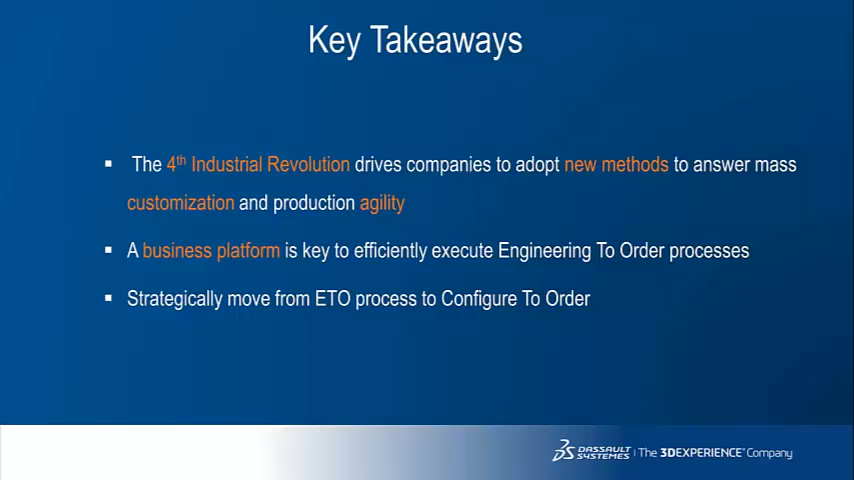 Key Takeaways
▪ The 4th Industrial Revolution drives companies to adopt new methods to answer mass
customization and production agility
▪ A business platform is key to efficiently execute Engineering To Order processes
▪ Strategically move from ETO process to Configure To Order
DASSAULT
SYSTEMES | The 3DEXPERIENCE Company